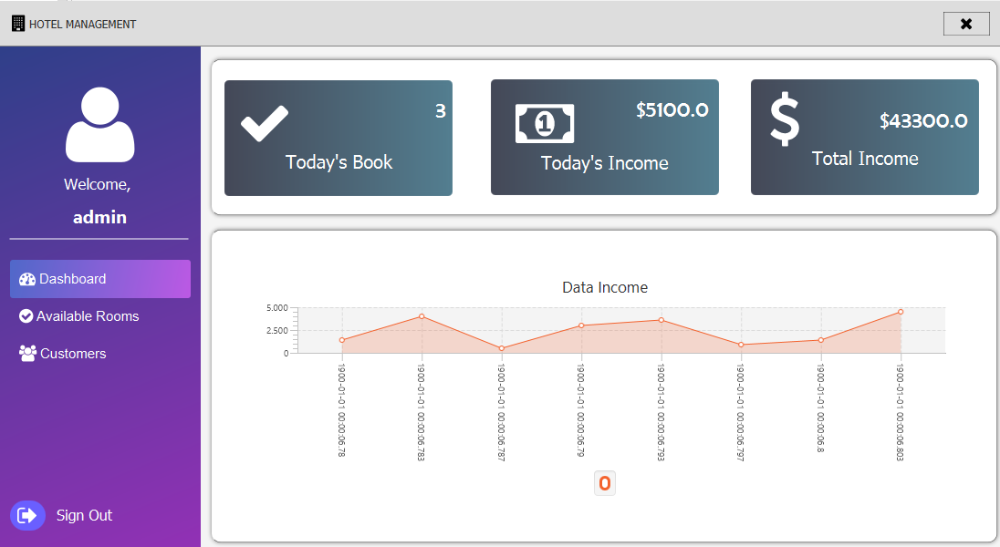 HOTEL MANAGEMENT
Welcome,
admin
Dashboard
Available Rooms
Customers
Sign Out
3
Today's Book
1
$5100.0
Today's Income
$
$43300.0
Total Income
Data Income
5.000
2.500
0
1900-01-01 00:00:06.78
1900-01-01 00:00:06.783
1900-01-01 00:00:06.787
1900-01-01 00:00:06.79
1900-01-01 00:00:06.793
1900-01-01 00:00:06.797
1900-01-01 00:00:06.8
1900-01-01 00:00:06.803